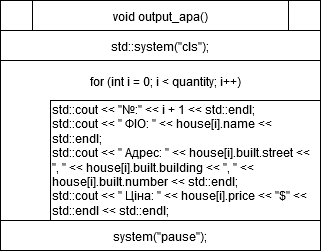 void output_apa()
std::system("cls");
for (int i = 0; i < quantity; i++)
std::cout << "№:" << i + 1 << std::endl;
std::cout << " ФІО: " << house[i].name <<
std::endl;
std::cout << " Адрес: " << house[i].built.street <<
", " << house[i].built.building << ", " <<
house[i].built.number << std::endl;
std::cout << " Ціна: " << house[i].price << "$" <<
std::endl << std::endl;
system("pause");